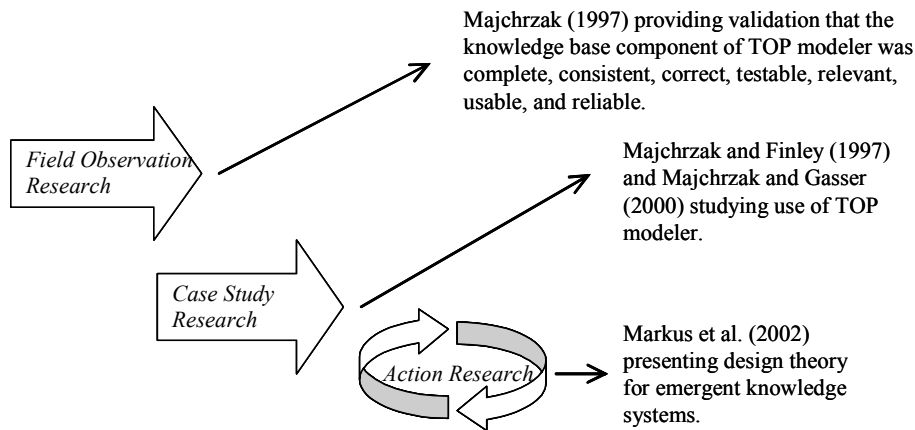 Majchrzak (1997) providing validation that the
knowledge base component of TOP modeler was
complete, consistent, correct, testable, relevant,
usable, and reliable.
Field Observation
Research
Majchrzak and Finley (1997)
and Majchrzak and Gasser
(2000) studying use of TOP
modeler.
Case Study
Research
Action Research
Markus et al. (2002)
presenting design theory
for emergent knowledge
systems.